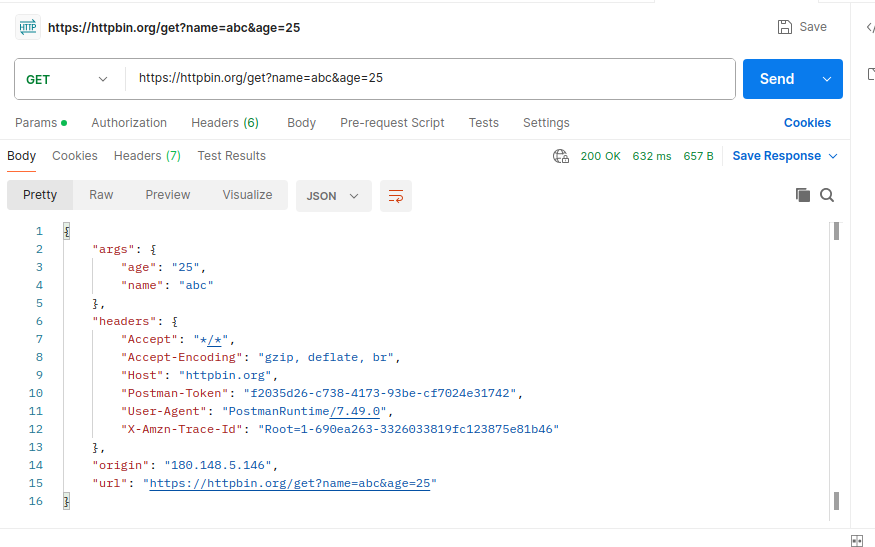 HTTP https://httpbin.org/get?name=abc&age=25 Save
GET https://httpbin.org/get?name=abc&age=25 Send
Params Authorization Headers (6) Body Pre-request Script Tests Settings Cookies
Body Cookies Headers (7) Test Results 200 OK 632 ms 657 B Save Response
Pretty Raw Preview Visualize JSON
1 {
2 "args": {
3 "age": "25",
4 "name": "abc"
5 },
6 "headers": {
7 "Accept": "*/*",
8 "Accept-Encoding": "gzip, deflate, br",
9 "Host": "httpbin.org",
10 "Postman-Token": "f2035d26-c738-4173-93be-cf7024e31742",
11 "User-Agent": "PostmanRuntime/7.49.0",
12 "X-Amzn-Trace-Id": "Root=1-690ea263-3326033819fc123875e81b46"
13 },
14 "origin": "180.148.5.146",
15 "url": "https://httpbin.org/get?name=abc&age=25"
16 }